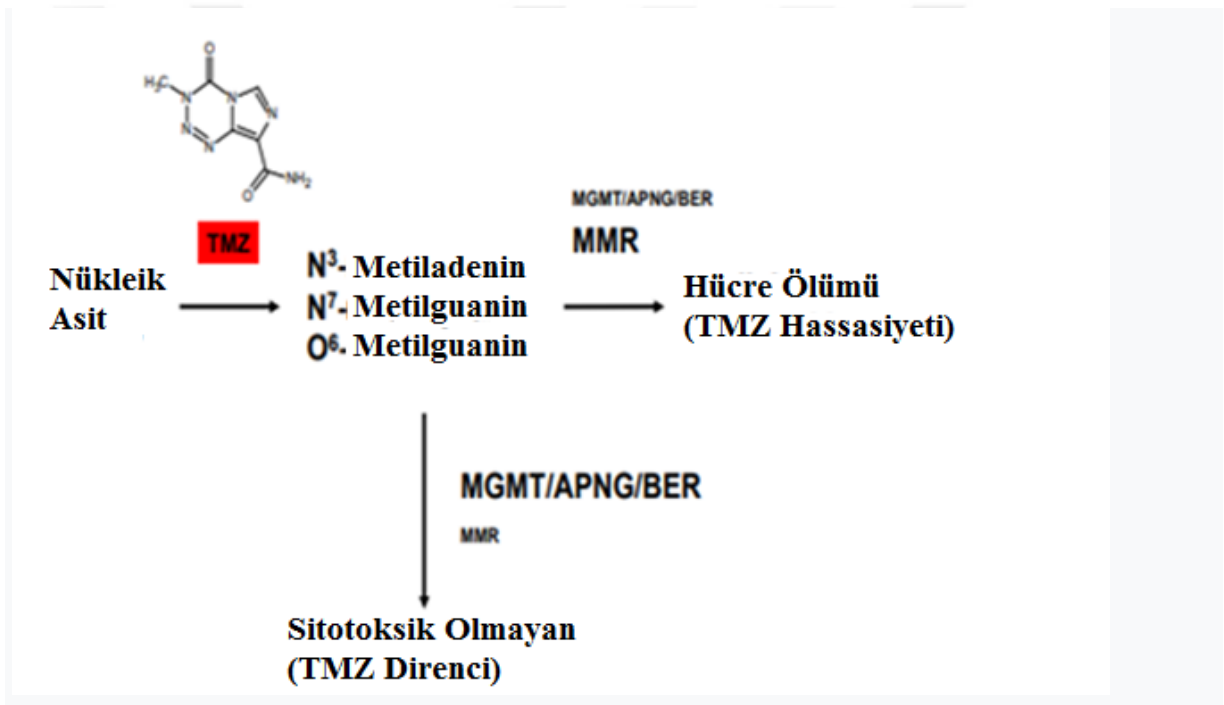 O
H₃C
N
N
N
N
N
O
NH₂
TMZ
MGMT/APNG/BER
MMR
Nükleik
Asit
N³- Metiladenin
N⁷- Metilguanin
O⁶- Metilguanin
Hücre Ölümü
(TMZ Hassasiyeti)
MGMT/APNG/BER
MMR
Sitotoksik Olmayan
(TMZ Direnci)